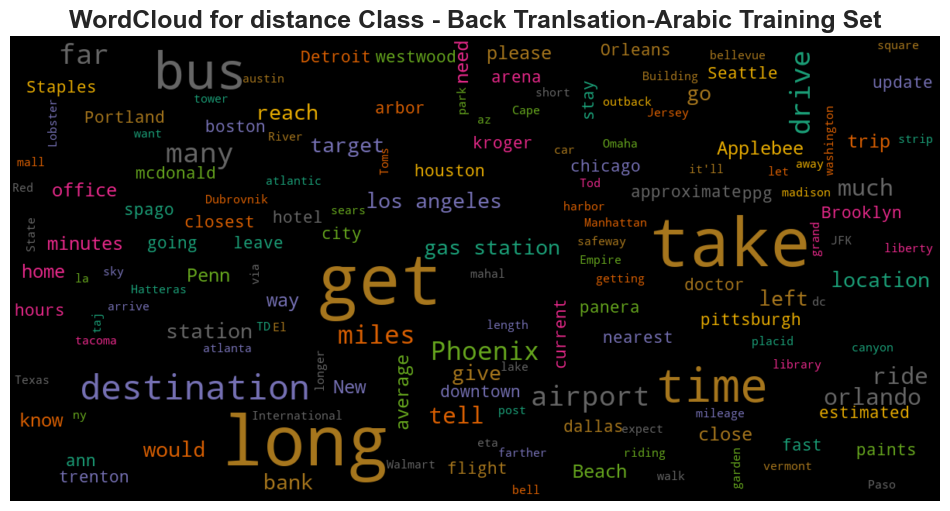 WordCloud for distance Class - Back Tranlsation-Arabic Training Set
far
bus
Detroit
westwood
need
please
Orleans
bellevue
square
Staples
austin
tower
park
arena
short
stay
Building
Seattle
drive
update
Lobster
Portland
want
boston
River
reach
arbor
az
Cape
outback
go
Jersey
washington
trip
strip
mall
many
mcdonald
target
Toms
houston
kroger
car
Omaha
chicago
it'll
Applebee
let
away
Red
office
atlantic
Dubrovnik
sears
los angeles
Tod
approximate
ppg
madison
much
State
spago
closest
hotel
city
harbor
Manhattan
Brooklyn
minutes
going
leave
gas station
safeway
Empire
take
grand
JFK
liberty
home
la
sky
Hatteras
Penn
via
get
mahal
getting
doctor
location
hours
arrive
taj
way
panera
left
dc
tacoma
station
TD
El
atlanta
miles
length
current
nearest
pittsburgh
placid
canyon
Texas
destination
longer
New
average
Phoenix
give
lake
downtown
airport
time
library
ride
orlando
know
ny
International
long
tell
post
mileage
estimated
would
eta
farther
dallas
expect
close
fast
paints
ann
trenton
bank
Walmart
flight
bell
Beach
riding
walk
garden
vermont
Paso